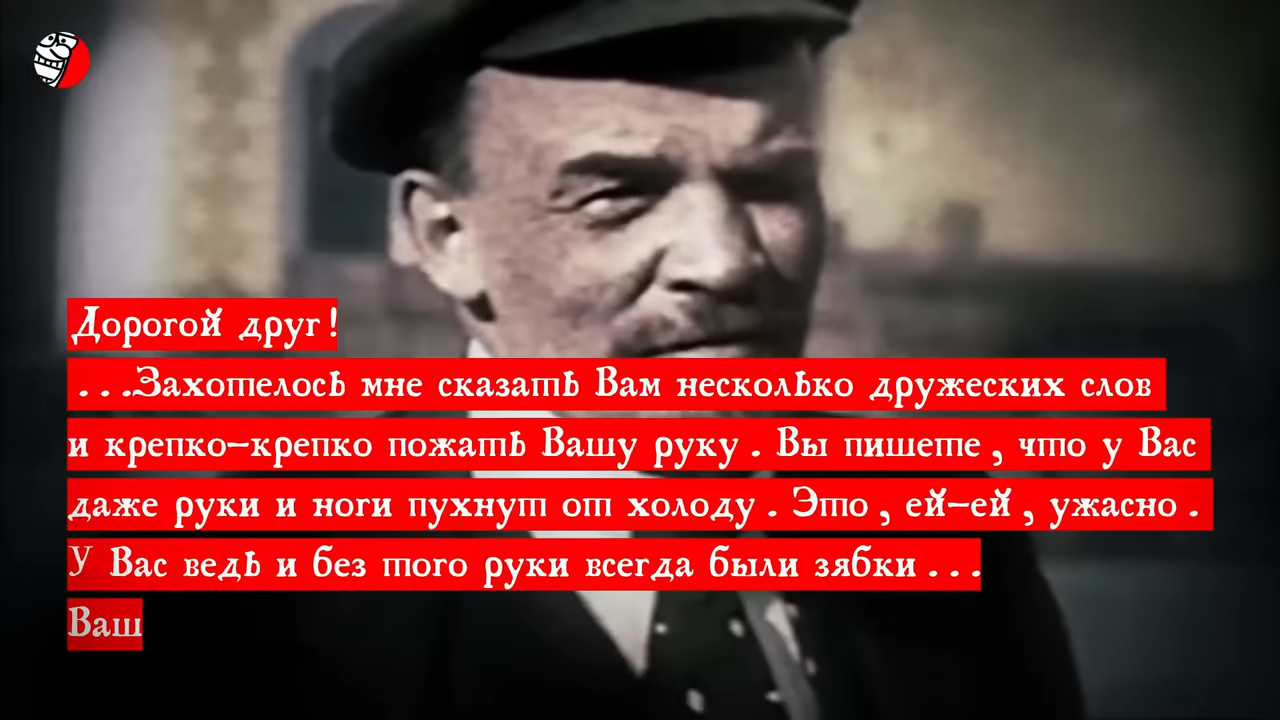 Дорогой друг!
...Захотелось мне сказать Вам несколько дружеских слов
и крепко-крепко пожать Вашу руку. Вы пишете, что у Вас
даже руки и ноги пухнут от холоду. Это, ей-ей, ужасно.
У Вас ведь и без того руки всегда были зябки...
Ваш